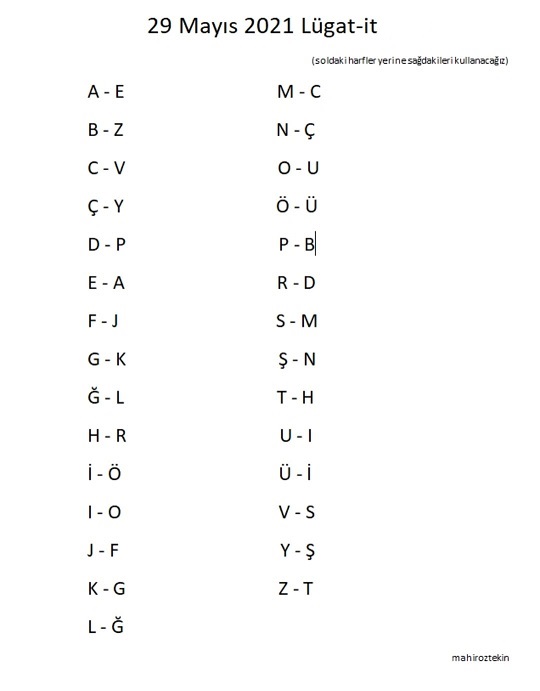 29 Mayıs 2021 Lügat-it
(soldaki harfler yerine sağdakileri kullanacağız)
A - E
B - Z
C - V
Ç - Y
D - P
E - A
F - J
G - K
Ğ - L
H - R
İ - Ö
I - O
J - F
K - G
L - Ğ
M - C
N - Ç
O - U
Ö - Ü
P - B
R - D
S - M
Ş - N
T - H
U - I
Ü - İ
V - S
Y - Ş
Z - T
mahiroztekin